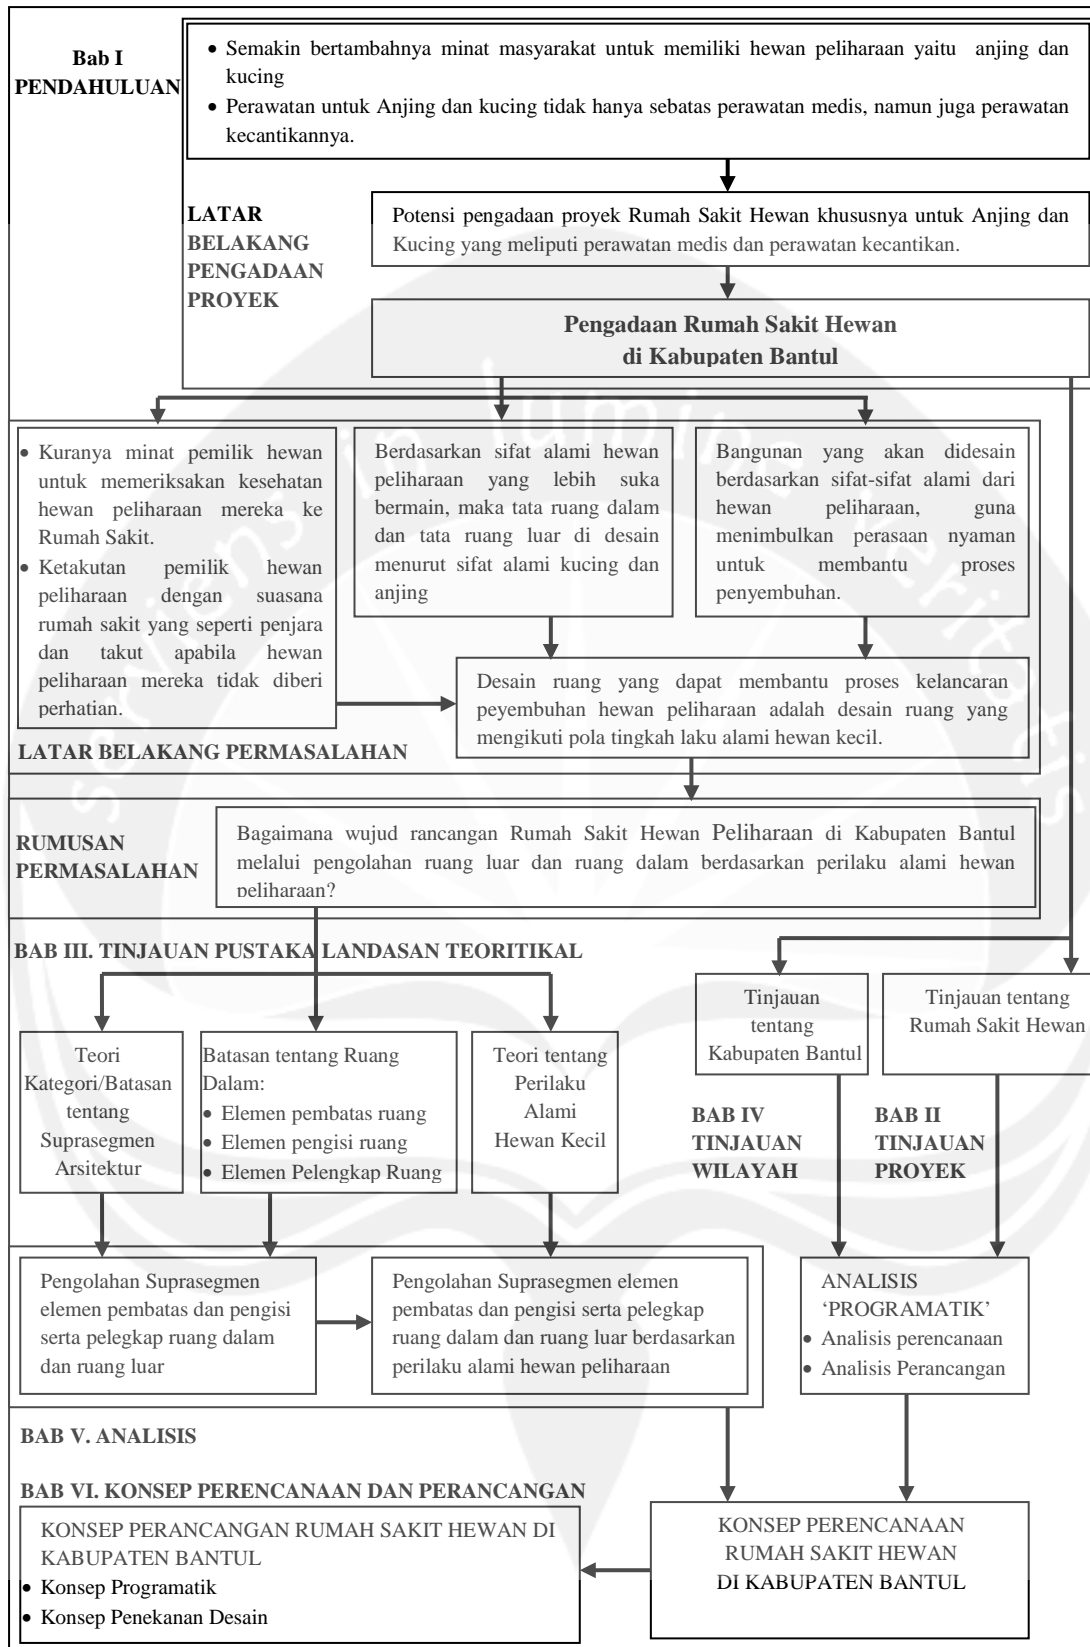 Bab I
PENDAHULUAN
• Semakin bertambahnya minat masyarakat untuk memiliki hewan peliharaan yaitu anjing dan
kucing
• Perawatan untuk Anjing dan kucing tidak hanya sebatas perawatan medis, namun juga perawatan
kecantikannya.
LATAR
BELAKANG
PENGADAAN
PROYEK
Potensi pengadaan proyek Rumah Sakit Hewan khususnya untuk Anjing dan
Kucing yang meliputi perawatan medis dan perawatan kecantikan.
Pengadaan Rumah Sakit Hewan
di Kabupaten Bantul
• Kuranya minat pemilik hewan
untuk memeriksakan kesehatan
hewan peliharaan mereka ke
Rumah Sakit.
• Ketakutan pemilik hewan
peliharaan dengan suasana
rumah sakit yang seperti penjara
dan takut apabila hewan
peliharaan mereka tidak diberi
perhatian.
Berdasarkan sifat alami hewan
peliharaan yang lebih suka
bermain, maka tata ruang dalam
dan tata ruang luar di desain
menurut sifat alami kucing dan
anjing
Bangunan yang akan didesain
berdasarkan sifat-sifat alami dari
hewan peliharaan, guna
menimbulkan perasaan nyaman
untuk membantu proses
penyembuhan.
Desain ruang yang dapat membantu proses kelancaran
peyembuhan hewan peliharaan adalah desain ruang yang
mengikuti pola tingkah laku alami hewan kecil.
LATAR BELAKANG PERMASALAHAN
RUMUSAN
PERMASALAHAN
Bagaimana wujud rancangan Rumah Sakit Hewan Peliharaan di Kabupaten Bantul
melalui pengolahan ruang luar dan ruang dalam berdasarkan perilaku alami hewan
peliharaan?
BAB III. TINJAUAN PUSTAKA LANDASAN TEORITIKAL
Teori
Kategori/Batasan
tentang
Suprasegmen
Arsitektur
Batasan tentang Ruang
Dalam:
• Elemen pembatas ruang
• Elemen pengisi ruang
• Elemen Pelengkap Ruang
Teori tentang
Perilaku
Alami
Hewan Kecil
Tinjauan
tentang
Kabupaten Bantul
Tinjauan tentang
Rumah Sakit Hewan
BAB IV
TINJAUAN
WILAYAH
BAB II
TINJAUAN
PROYEK
Pengolahan Suprasegmen
elemen pembatas dan pengisi
serta pelegkap ruang dalam
dan ruang luar
Pengolahan Suprasegmen elemen
pembatas dan pengisi serta pelegkap
ruang dalam dan ruang luar berdasarkan
perilaku alami hewan peliharaan
ANALISIS
‘PROGRAMATIK’
• Analisis perencanaan
• Analisis Perancangan
BAB V. ANALISIS
BAB VI. KONSEP PERENCANAAN DAN PERANCANGAN
KONSEP PERANCANGAN RUMAH SAKIT HEWAN DI
KABUPATEN BANTUL
• Konsep Programatik
• Konsep Penekanan Desain
KONSEP PERENCANAAN
RUMAH SAKIT HEWAN
DI KABUPATEN BANTUL
serviens in lumine veritatis